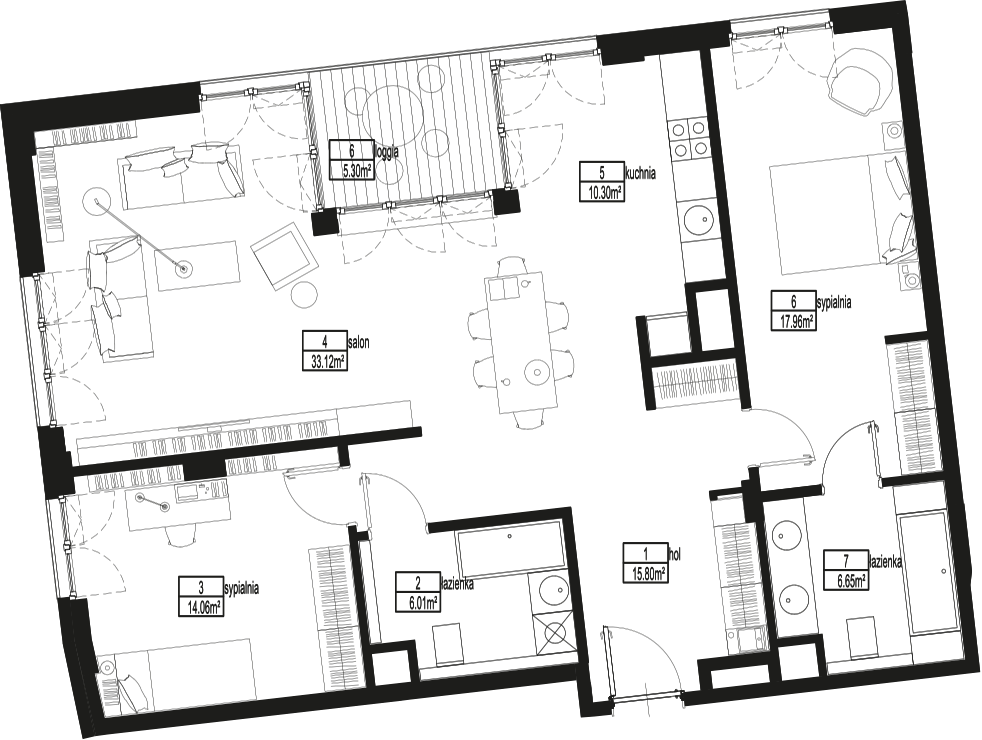 6 loggia
5.30m²
5 kuchnia
10.30m²
6 sypialnia
17.96m²
4 salon
33.12m²
1 hol
15.80m²
7 łazienka
6.65m²
3 sypialnia
14.06m²
2 łazienka
6.01m²